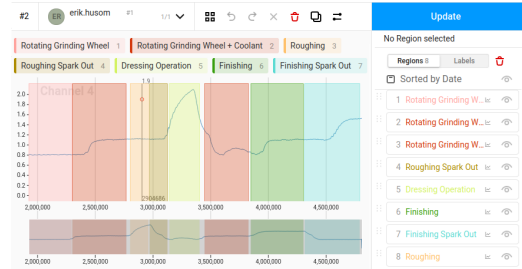 #2 ER erik.husom #1 1/1 Update
No Region selected
Rotating Grinding Wheel 1 Rotating Grinding Wheel + Coolant 2 Roughing 3
Roughing Spark Out 4 Dressing Operation 5 Finishing 6 Finishing Spark Out 7
Regions 8 Labels
Sorted by Date
Channel 4
1.9
2.0
1.8
1.6
1.4
1.2
1.0
0.8
0.6
0.4
0.2
0.0
2984686
2,000,000 2,500,000 3,000,000 3,500,000 4,000,000 4,500,000
2,000,000 2,500,000 3,000,000 3,500,000 4,000,000 4,500,000
1 Rotating Grinding W...
2 Rotating Grinding W...
3 Rotating Grinding W...
4 Roughing Spark Out
5 Dressing Operation
6 Finishing
7 Finishing Spark Out
8 Roughing